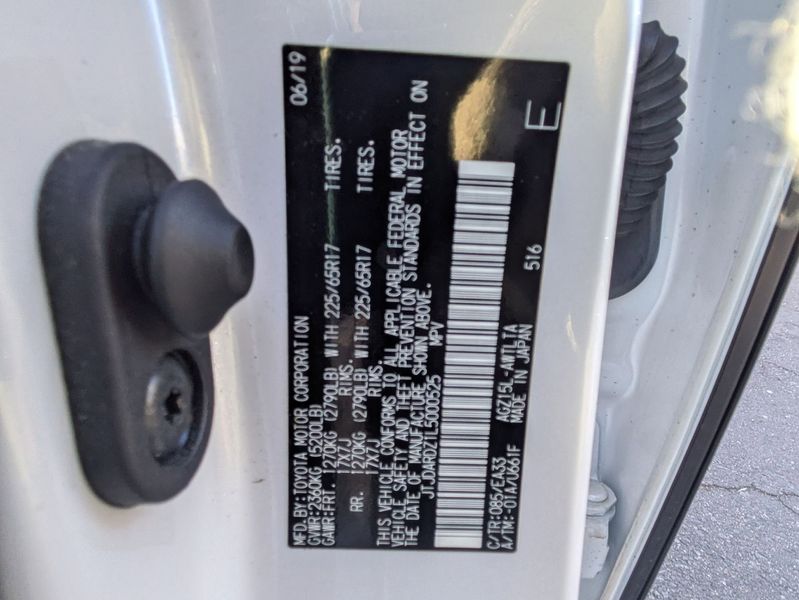 MFD.BY:TOYOTA MOTOR CORPORATION 06/19
GVWR:2360KG (5200LB)
GAWR:FRT. 1270KG (2790LB) WITH 225/65R17 TIRES.
17X7J RIMS.
RR. 1270KG (2790LB) WITH 225/65R17 TIRES.
17X7J RIMS.
THIS VEHICLE CONFORMS TO ALL APPLICABLE FEDERAL MOTOR
VEHICLE SAFETY AND THEFT PREVENTION STANDARDS IN EFFECT ON
THE DATE OF MANUFACTURE SHOWN ABOVE.
JTJDARDZ1L5000525 MPV
C/TR:085/EA33 AGZ15L-AWTLTA 516
A/TM:-01A/U661F MADE IN JAPAN
E